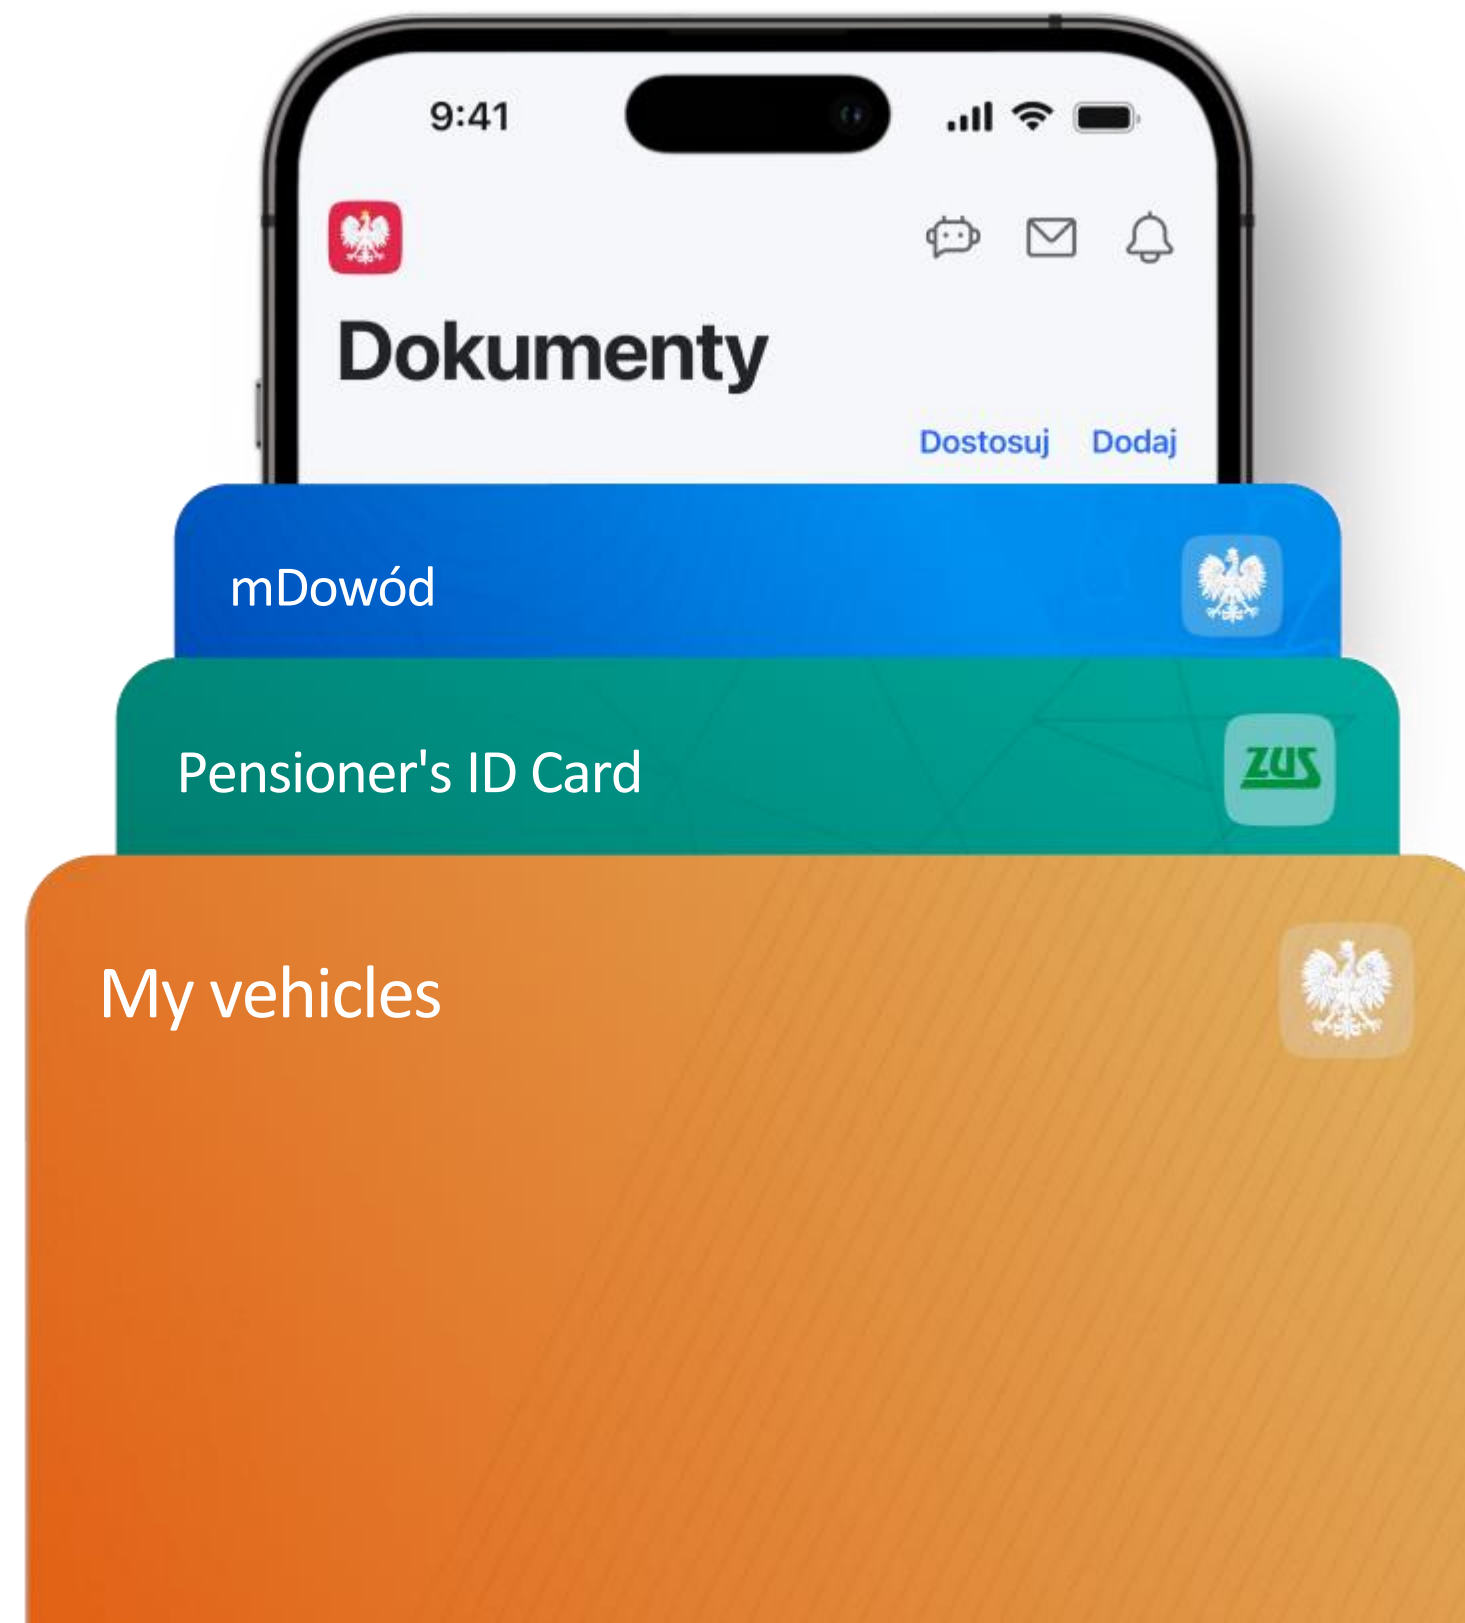 9:41
Dokumenty
Dostosuj Dodaj
mDowód
Pensioner's ID Card
ZUS
My vehicles